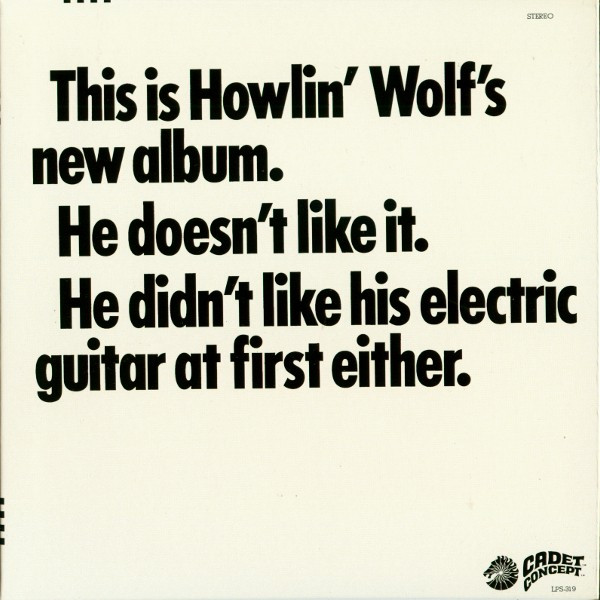 STEREO
This is Howlin' Wolf's
new album.
He doesn't like it.
He didn't like his electric
guitar at first either.
CADET
CONCEPT
TM
LPS-319